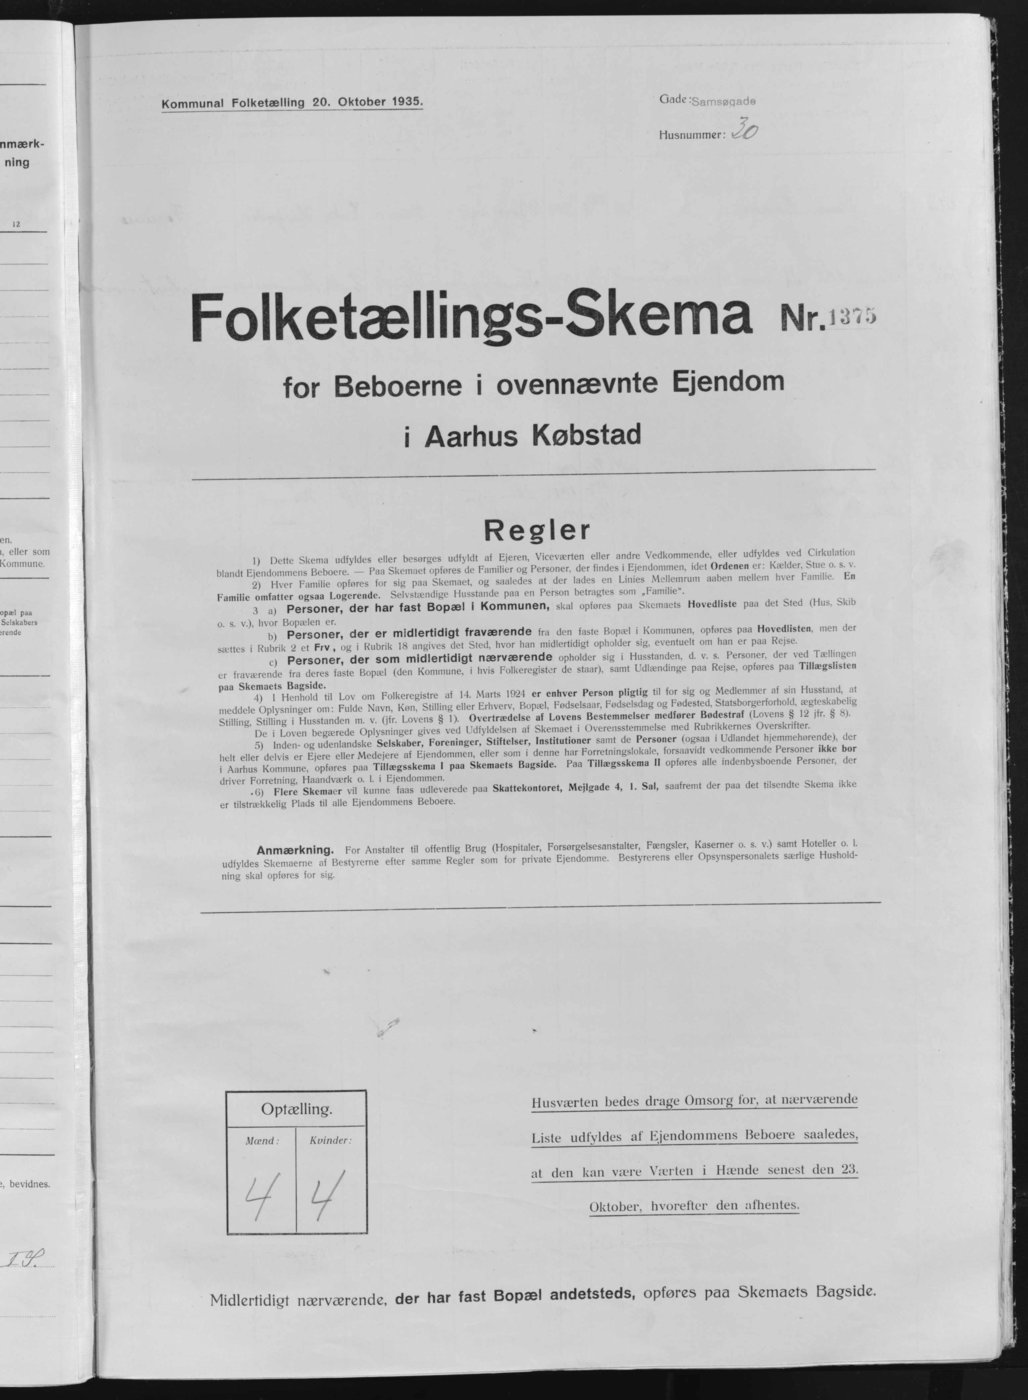 nmærk-
ning
12
en.
, eller som
Kommune.
opæl paa
Selskabers
ørende
e, bevidnes.
Kommunal Folketælling 20. Oktober 1935.
Gade: Samsøgade
Husnummer: 30
Folketællings-Skema Nr. 1375
for Beboerne i ovennævnte Ejendom
i Aarhus Købstad
Regler
1) Dette Skema udfyldes eller besørges udfyldt af Ejeren, Viceværten eller andre Vedkommende, eller udfyldes ved Cirkulation
blandt Ejendommens Beboere. — Paa Skemaet opføres de Familier og Personer, der findes i Ejendommen, idet Ordenen er: Kælder, Stue o. s. v.
2) Hver Familie opføres for sig paa Skemaet, og saaledes at der lades en Linies Mellemrum aaben mellem hver Familie. En
Familie omfatter ogsaa Logerende. Selvstændige Husstande paa en Person betragtes som „Familie“.
3 a) Personer, der har fast Bopæl i Kommunen, skal opføres paa Skemaets Hovedliste paa det Sted (Hus, Skib
o. s. v.), hvor Bopælen er.
b) Personer, der er midlertidigt fraværende fra den faste Bopæl i Kommunen, opføres paa Hovedlisten, men der
sættes i Rubrik 2 et Frv., og i Rubrik 18 angives det Sted, hvor han midlertidigt opholder sig, eventuelt om han er paa Rejse.
c) Personer, der som midlertidigt nærværende opholder sig i Husstanden, d. v. s. Personer, der ved Tællingen
er fraværende fra deres faste Bopæl (den Kommune, i hvis Folkeregister de staar), samt Udlændinge paa Rejse, opføres paa Tillægslisten
paa Skemaets Bagside.
4) I Henhold til Lov om Folkeregistre af 14. Marts 1924 er enhver Person pligtig til for sig og Medlemmer af sin Husstand, at
meddele Oplysninger om: Fulde Navn, Køn, Stilling eller Erhverv, Bopæl, Fødselsaar, Fødselsdag og Fødested, Statsborgerforhold, ægteskabelig
Stilling, Stilling i Husstanden m. v. (jfr. Lovens § 1). Overtrædelse af Lovens Bestemmelser medfører Bødestraf (Lovens § 12 jfr. § 8).
De i Loven begærede Oplysninger gives ved Udfyldelsen af Skemaet i Overensstemmelse med Rubrikkernes Overskrifter.
5) Inden- og udenlandske Selskaber, Foreninger, Stiftelser, Institutioner samt de Personer (ogsaa i Udlandet hjemmehørende), der
helt eller delvis er Ejere eller Medejere af Ejendommen, eller som i denne har Forretningslokale, forsaavidt vedkommende Personer ikke bor
i Aarhus Kommune, opføres paa Tillægsskema I paa Skemaets Bagside. Paa Tillægsskema II opføres alle indenbysboende Personer, der
driver Forretning, Haandværk o. l. i Ejendommen.
6) Flere Skemaer vil kunne faas udleverede paa Skattekontoret, Mejlgade 4, 1. Sal, saafremt der paa det tilsendte Skema ikke
er tilstrækkelig Plads til alle Ejendommens Beboere.
Anmærkning. For Anstalter til offentlig Brug (Hospitaler, Forsørgelsesanstalter, Fængsler, Kaserner o. s. v.) samt Hoteller o. l.
udfyldes Skemaerne af Bestyrerne efter samme Regler som for private Ejendomme. Bestyrerens eller Opsynspersonalets særlige Hushold-
ning skal opføres for sig.
Optælling.
Mænd: Kvinder:
4 4
Husværten bedes drage Omsorg for, at nærværende
Liste udfyldes af Ejendommens Beboere saaledes,
at den kan være Værten i Hænde senest den 23.
Oktober, hvorefter den afhentes.
Midlertidigt nærværende, der har fast Bopæl andetsteds, opføres paa Skemaets Bagside.